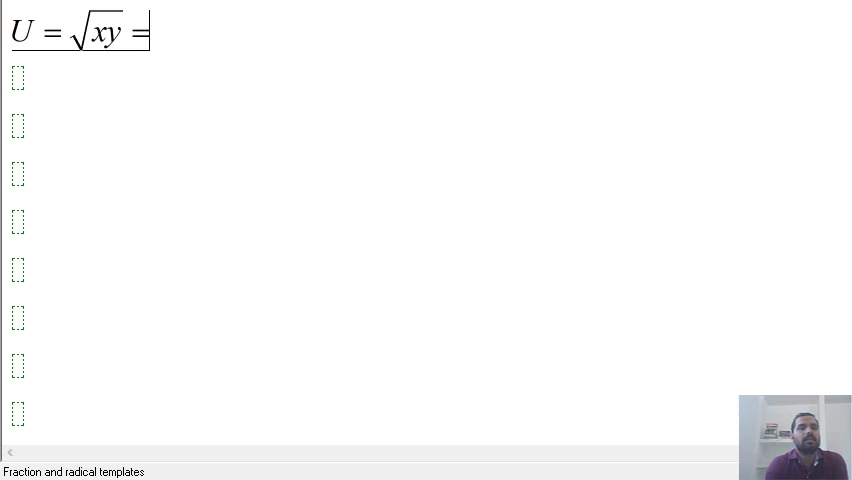 U = √xy =
Fraction and radical templates